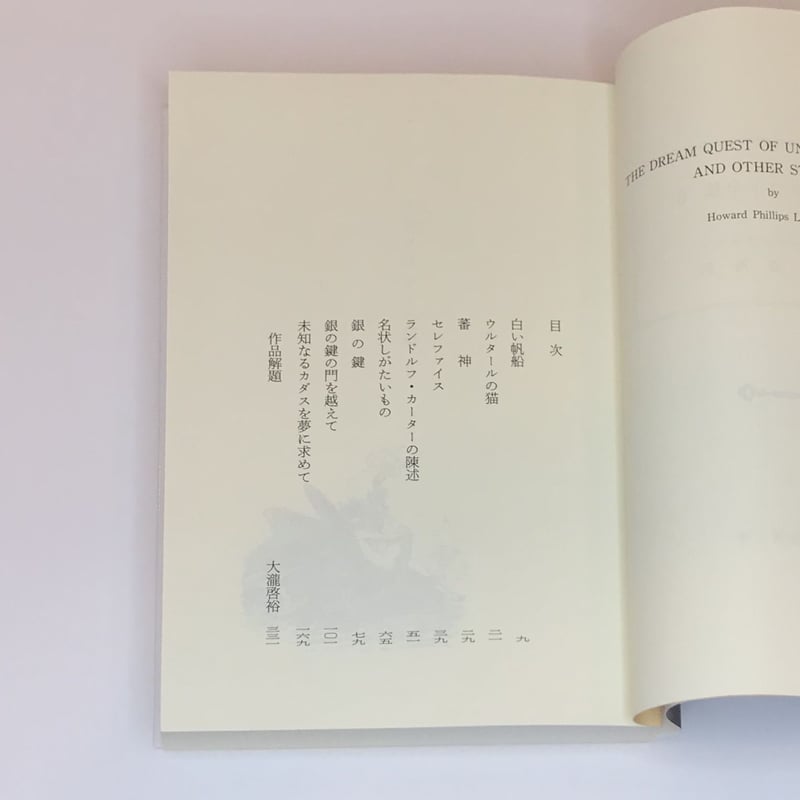 THE DREAM QUEST OF UN
AND OTHER ST
by
Howard Phillips L
目次
白い帆船 九
ウルタールの猫 二一
蕃神 二九
セレファイス 三九
ランドルフ・カーターの陳述 五一
名状しがたいもの 六五
銀の鍵 七九
銀の鍵の門を越えて 一〇一
未知なるカダスを夢に求めて 一六九
作品解題 大瀧啓裕 三三一